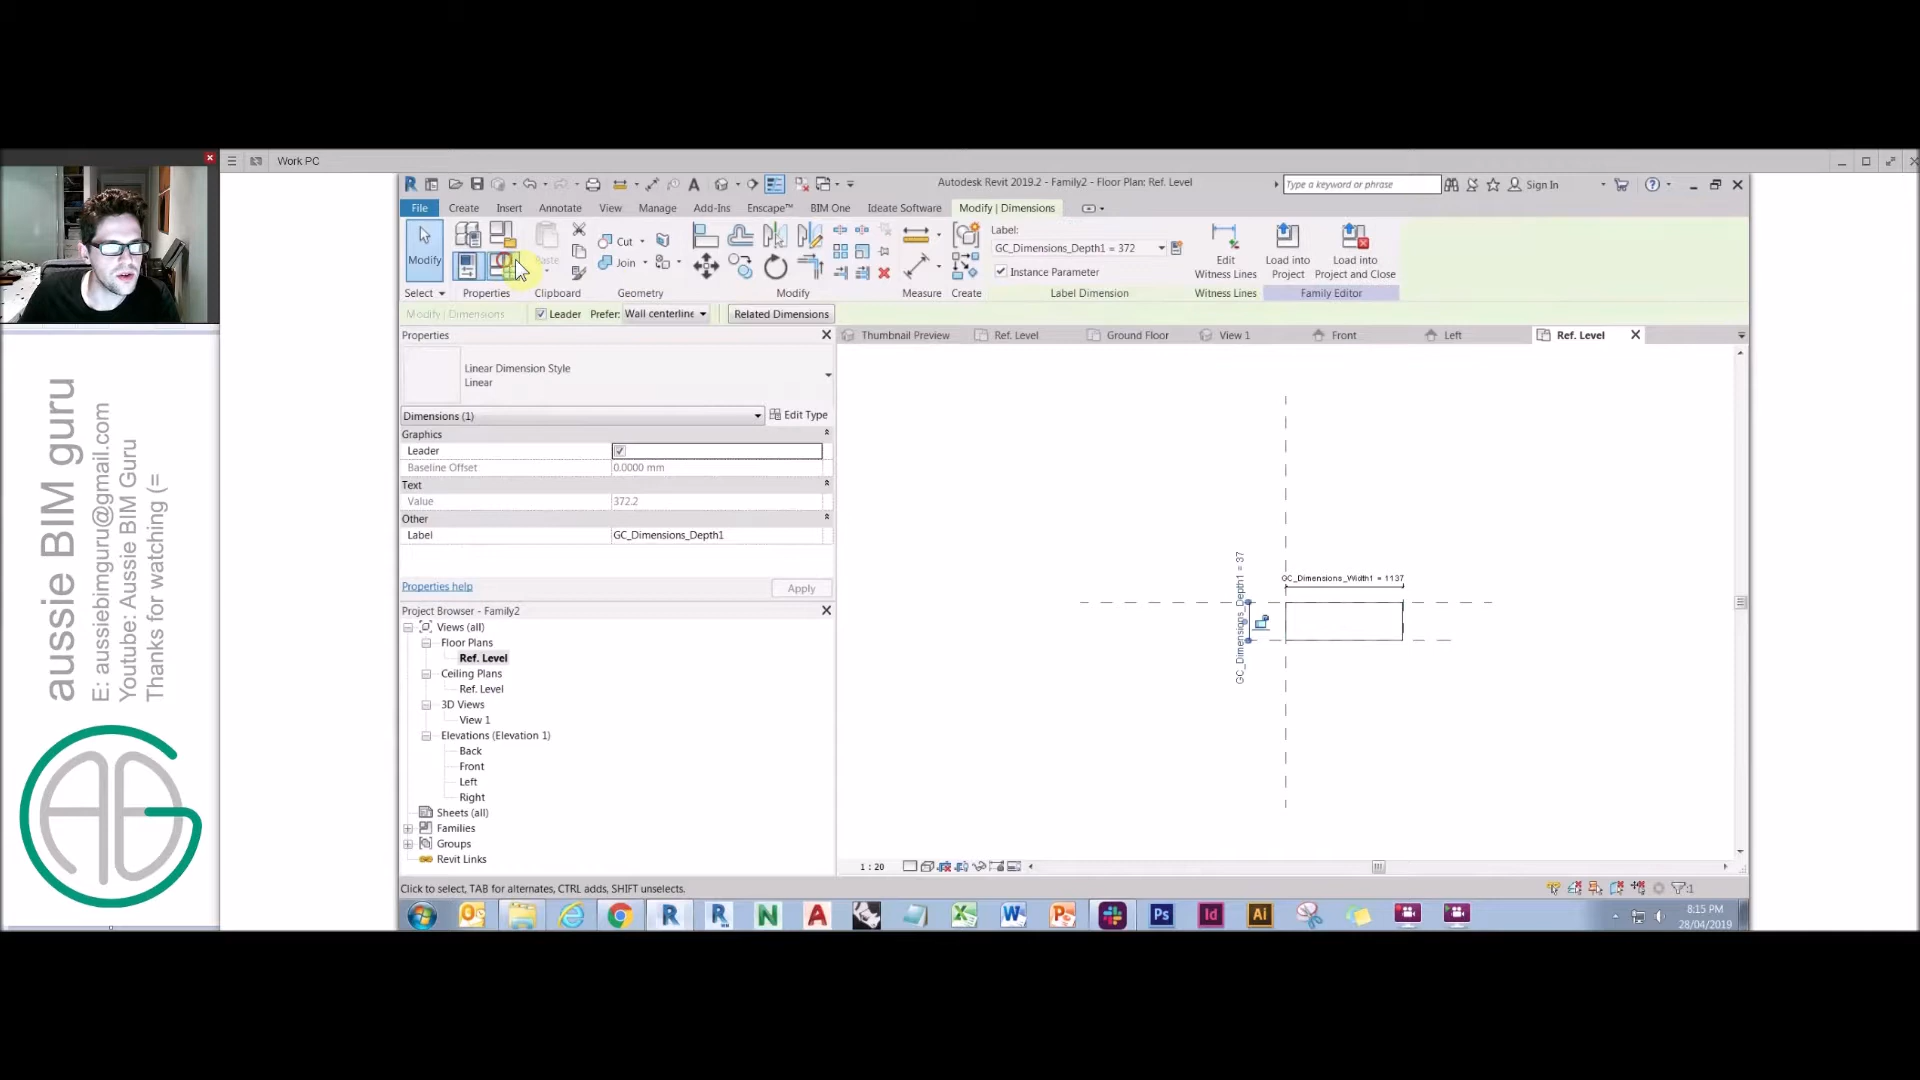 Work PC
Autodesk Revit 2019.2 - Family2 - Floor Plan: Ref. Level
Type a keyword or phrase
Sign In
File
Create
Insert
Annotate
View
Manage
Add-Ins
Enscape™
BIM One
Ideate Software
Modify | Dimensions
Modify
Paste
Cut
Join
Label:
GC_Dimensions_Depth1 = 372
Instance Parameter
Edit
Witness Lines
Load into
Project
Load into
Project and Close
Select
Properties
Clipboard
Geometry
Modify
Measure
Create
Label Dimension
Witness Lines
Family Editor
Modify | Dimensions
Leader
Prefer:
Wall centerline
Related Dimensions
Properties
Thumbnail Preview
Ref. Level
Ground Floor
View 1
Front
Left
Ref. Level
Linear Dimension Style
Linear
Dimensions (1)
Edit Type
Graphics
Leader
Baseline Offset
0.0000 mm
Text
Value
372.2
Other
Label
GC_Dimensions_Depth1
Properties help
Apply
Project Browser - Family2
Views (all)
Floor Plans
Ref. Level
Ceiling Plans
Ref. Level
3D Views
View 1
Elevations (Elevation 1)
Back
Front
Left
Right
Sheets (all)
Families
Groups
Revit Links
GC_Dimensions_Depth1 = 37
GC_Dimensions_Width1 = 1137
1 : 20
Click to select, TAB for alternates, CTRL adds, SHIFT unselects.
:1
8:15 PM
28/04/2019
aussie BIM guru
E: aussiebimguru@gmail.com
Youtube: Aussie BIM Guru
Thanks for watching (=